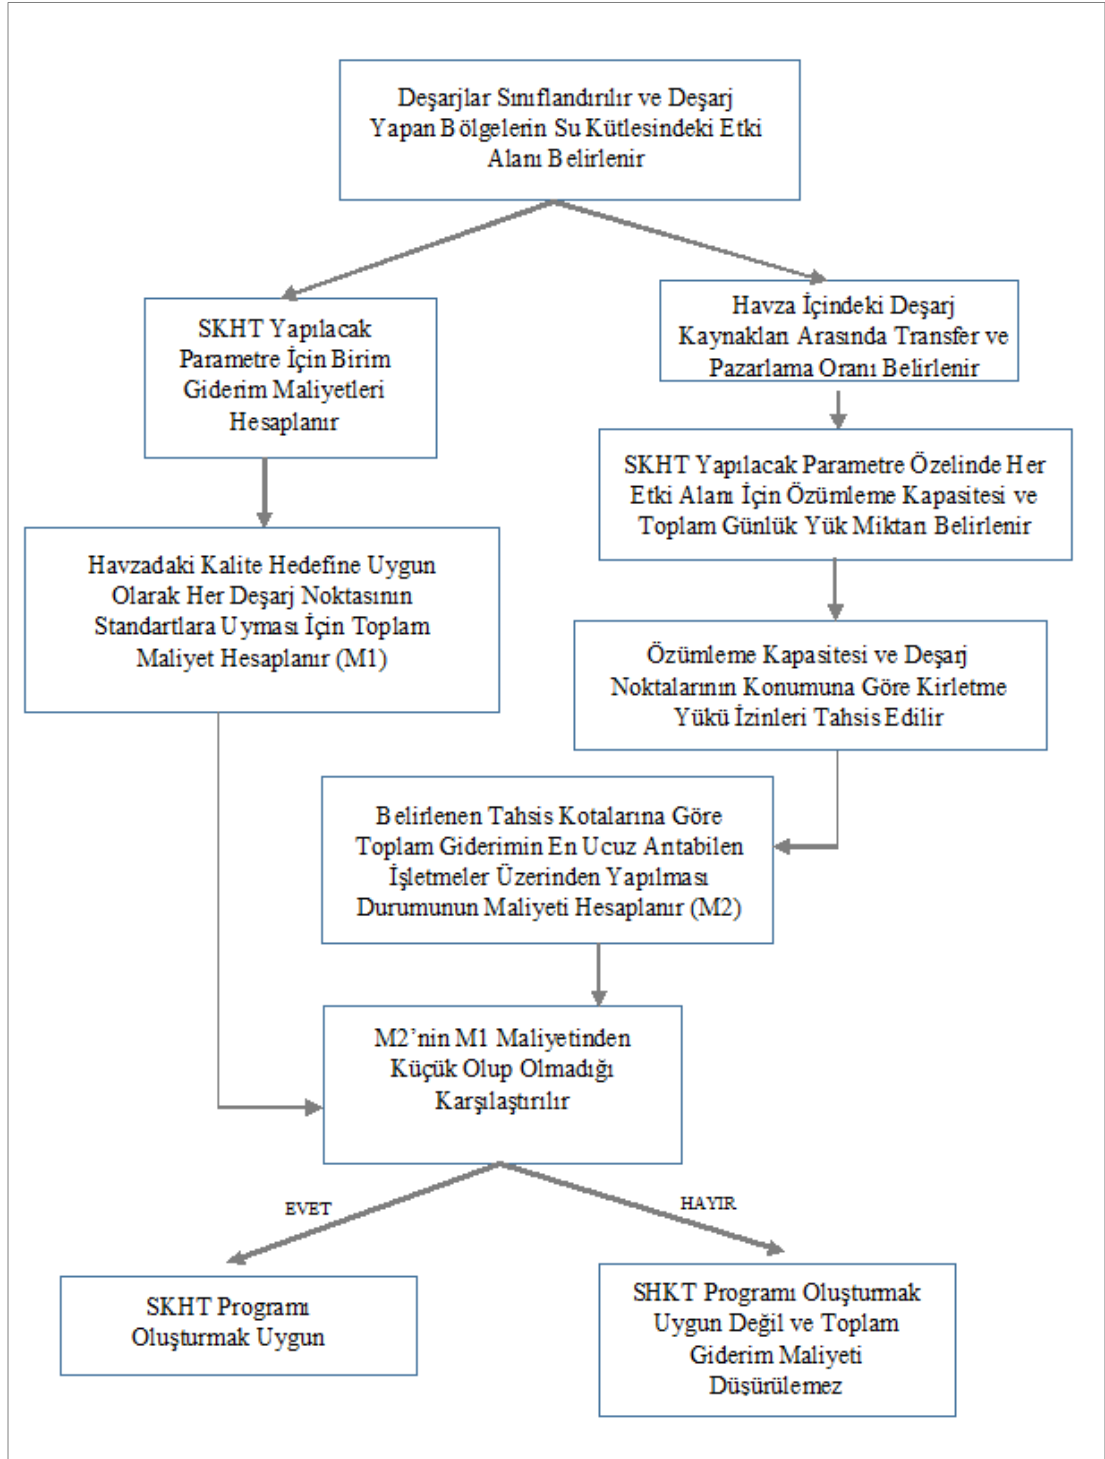 Deşarjlar Sınıflandırılır ve Deşarj
Yapan Bölgelerin Su Kütlesindeki Etki
Alanı Belirlenir
SKHT Yapılacak
Parametre İçin Birim
Giderim Maliyetleri
Hesaplanır
Havza İçindeki Deşarj
Kaynakları Arasında Transfer ve
Pazarlama Oranı Belirlenir
SKHT Yapılacak Parametre Özelinde Her
Etki Alanı İçin Özümleme Kapasitesi ve
Toplam Günlük Yük Miktarı Belirlenir
Havzadaki Kalite Hedefine Uygun
Olarak Her Deşarj Noktasının
Standartlara Uyması İçin Toplam
Maliyet Hesaplanır (M1)
Özümleme Kapasitesi ve Deşarj
Noktalarının Konumuna Göre Kirletme
Yükü İzinleri Tahsis Edilir
Belirlenen Tahsis Kotalarına Göre
Toplam Giderimin En Ucuz Arıtabilen
İşletmeler Üzerinden Yapılması
Durumunun Maliyeti Hesaplanır (M2)
M2’nin M1 Maliyetinden
Küçük Olup Olmadığı
Karşılaştırılır
EVET
HAYIR
SKHT Programı
Oluşturmak Uygun
SHKT Programı Oluşturmak
Uygun Değil ve Toplam
Giderim Maliyeti
Düşürülemez